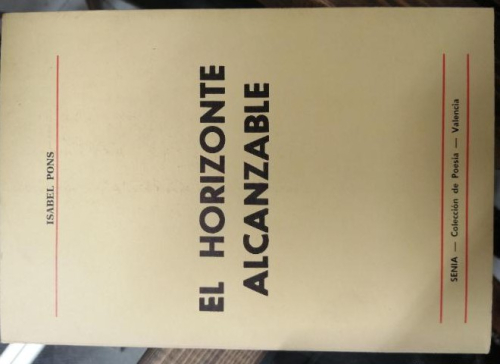 ISABEL PONS
EL HORIZONTE
ALCANZABLE
SENIA — Colección de Poesía — Valencia